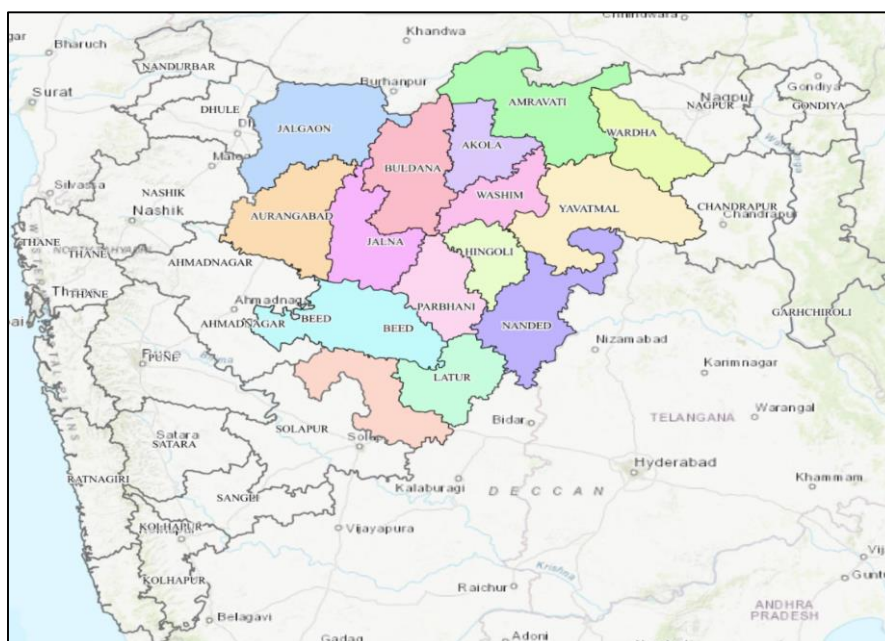 Khandwa
Bharuch
NANDURBAR
Burhanpur
Surat
DHULE
AMRAVATI
Nagpur
NAGPUR
Gondiya
GONDIYA
JALGAON
AKOLA
WARDHA
BULDANA
Silvassa
NASHIK
Nashik
WASHIM
AURANGABAD
YAVATMAL
CHANDRAPUR
Chandrapur
THANE
JALNA
HINGOLI
THANE
AHMADNAGAR
THANE
PARBHANI
GARHCHIROLI
AHMADNAGAR
BEED
BEED
NANDED
Nizamabad
PUNE
LATUR
Karimnagar
TELANGANA
Warangal
Bidar
SOLAPUR
Satara
SATARA
Hyderabad
RATNAGIRI
Kalaburagi
DECCAN
Khammam
SANGLI
KOLHAPUR
Vijayapura
Krishna
KOLHAPUR
Raichur
Belagavi
ANDHRA
PRADESH
Gadag
Adoni